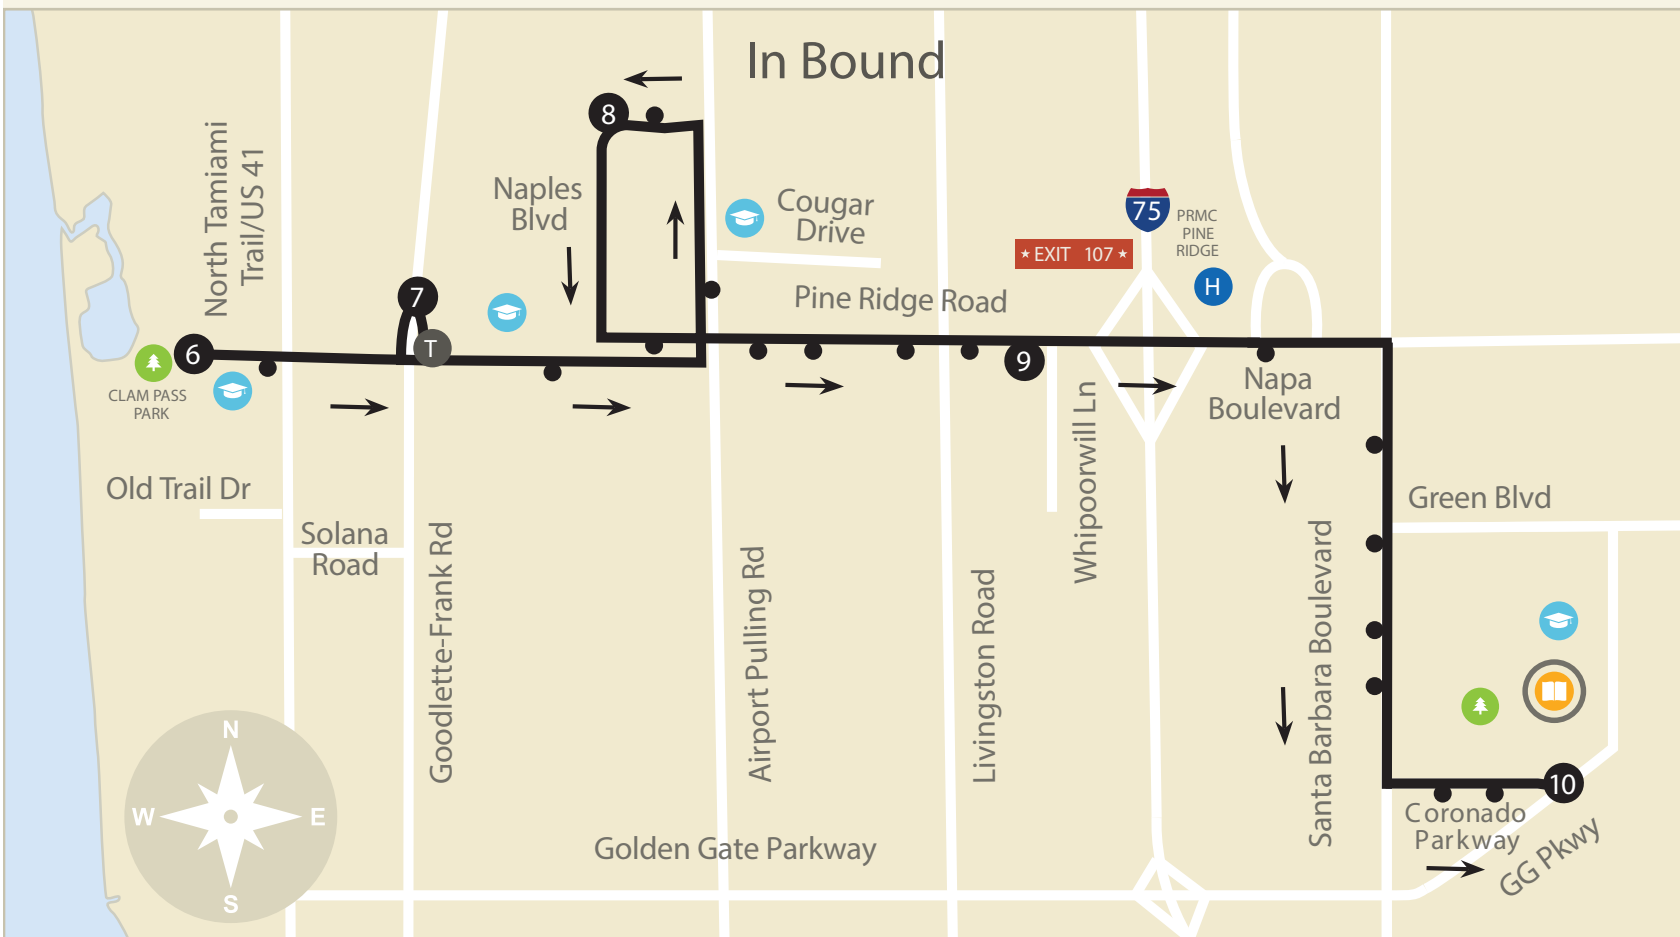 In Bound
8
North Tamiami
Trail/US 41
Naples
Blvd
Cougar
Drive
75
PRMC
PINE
RIDGE
EXIT 107
H
7
Pine Ridge Road
T
6
9
CLAM PASS
PARK
Napa
Boulevard
Old Trail Dr
Solana
Road
Goodlette-Frank Rd
Airport Pulling Rd
Livingston Road
Whipoorwill Ln
Santa Barbara Boulevard
Green Blvd
10
Coronado
Parkway
GG Pkwy
Golden Gate Parkway
N
W
E
S